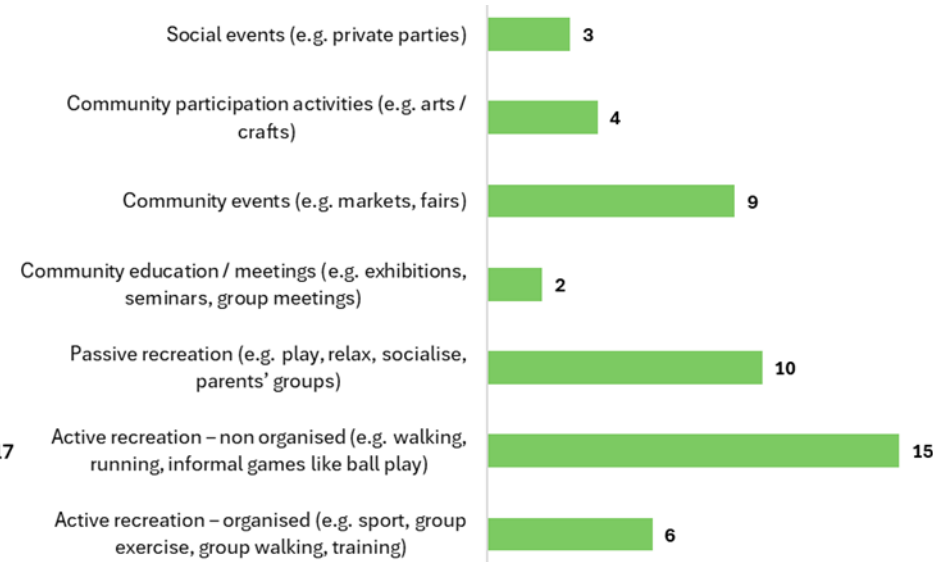 Social events (e.g. private parties)
3
Community participation activities (e.g. arts /
crafts)
4
Community events (e.g. markets, fairs)
9
Community education / meetings (e.g. exhibitions,
seminars, group meetings)
2
Passive recreation (e.g. play, relax, socialise,
parents’ groups)
10
17
Active recreation – non organised (e.g. walking,
running, informal games like ball play)
15
Active recreation – organised (e.g. sport, group
exercise, group walking, training)
6